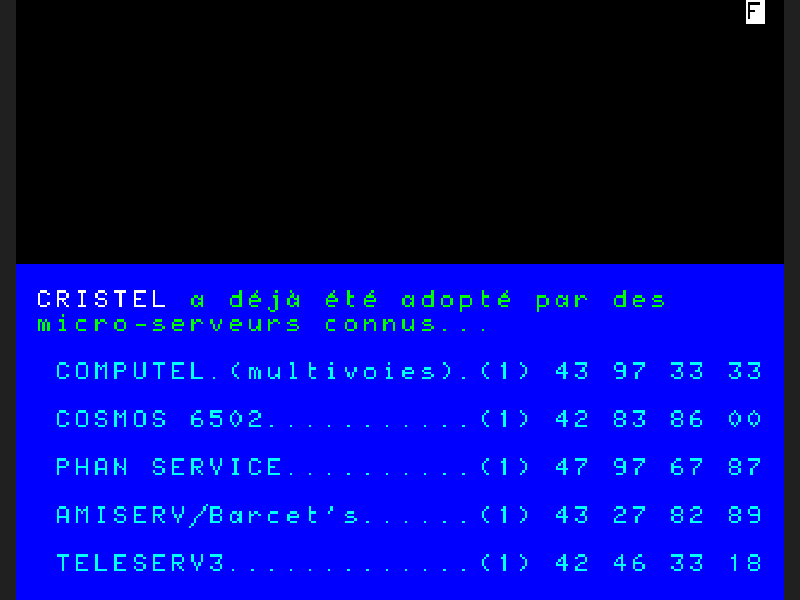 F
CRISTEL a déjà été adopté par des
micro-serveurs connus...
COMPUTEL.(multivoies).(1) 43 97 33 33
COSMOS 6502...........(1) 42 83 86 00
PHAN SERVICE..........(1) 47 97 67 87
AMISERV/Barcet's......(1) 43 27 82 89
TELESERV3.............(1) 42 46 33 18